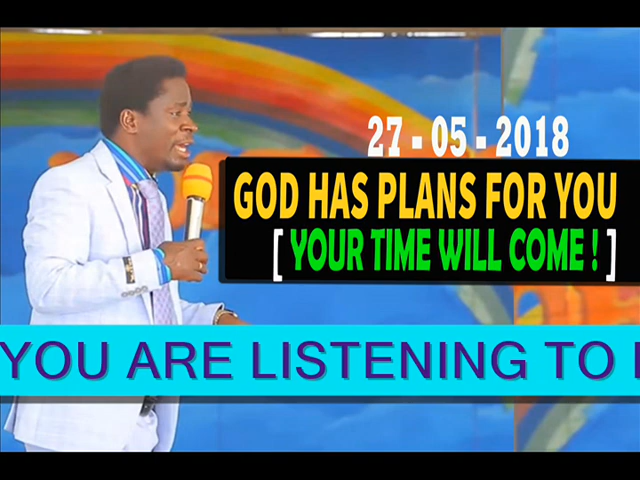 27 - 05 - 2018
GOD HAS PLANS FOR YOU
[ YOUR TIME WILL COME ! ]
YOU ARE LISTENING TO